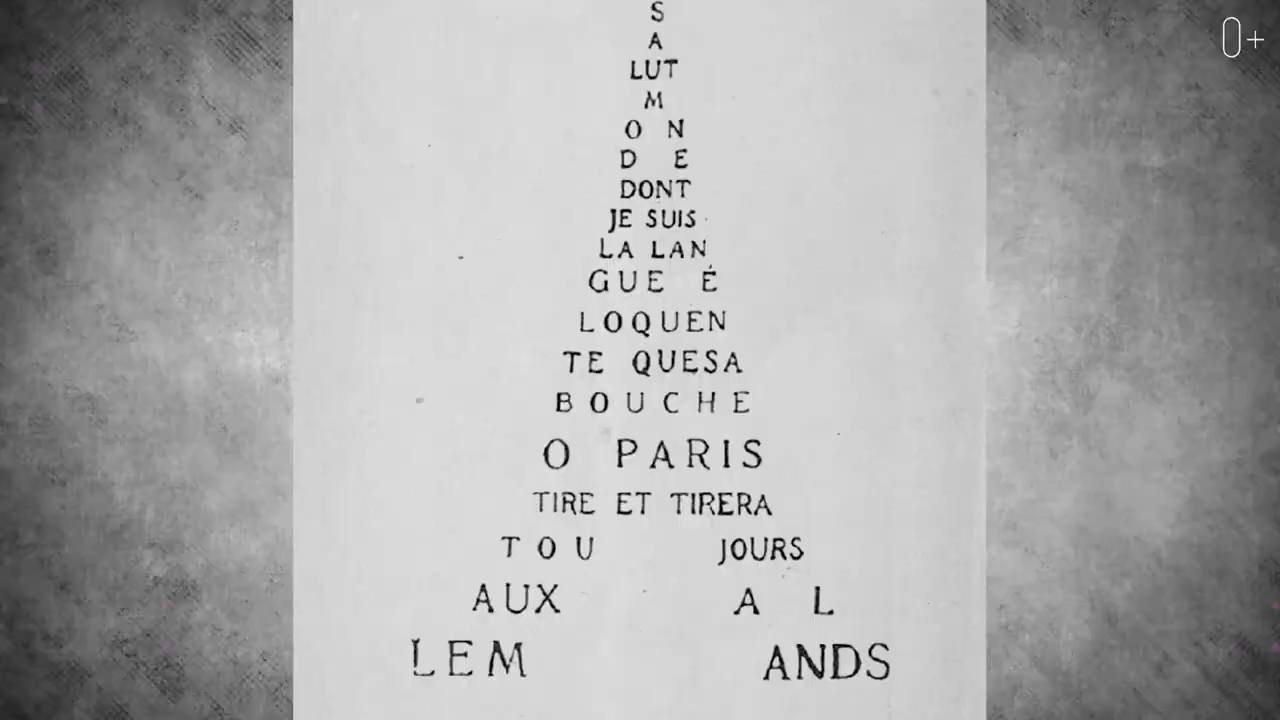 0+
S
A
LUT
M
O N
D E
DONT
JE SUIS
LA LAN
GUE É
LOQUEN
TE QUESA
BOUCHE
O PARIS
TIRE ET TIRERA
TOU JOURS
AUX A L
LEM ANDS